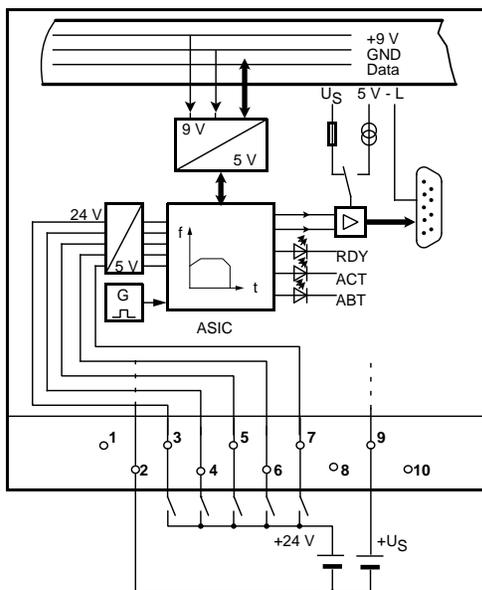 +9 V
GND
Data
US 5 V - L
9 V
5 V
24 V
5 V
f
t
RDY
ACT
ABT
G
ASIC
1 3 5 7 9
2 4 6 8 10
+24 V +US